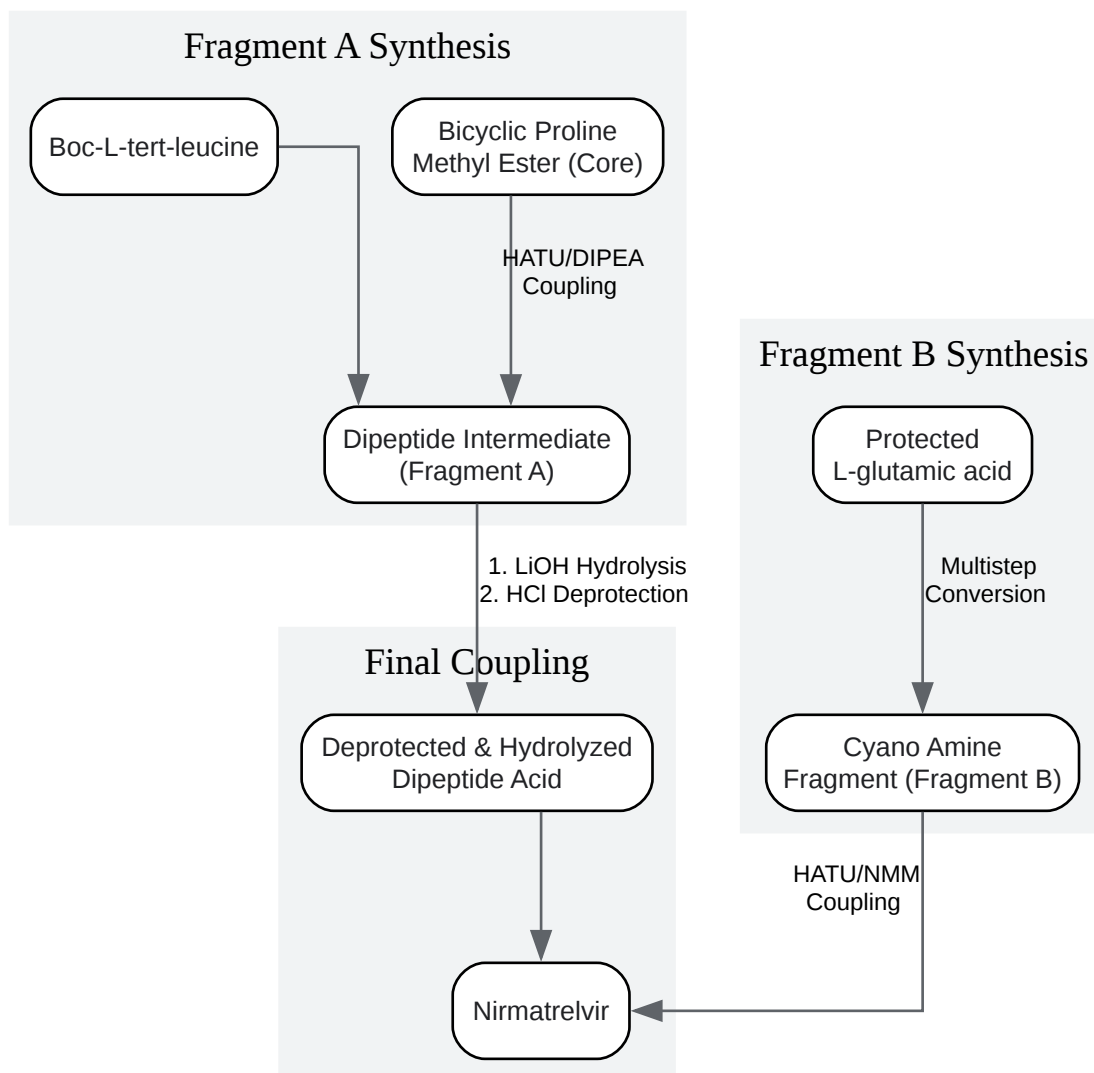 Fragment A Synthesis
Boc-L-tert-leucine
Bicyclic Proline
Methyl Ester (Core)
HATU/DIPEA
Coupling
Dipeptide Intermediate
(Fragment A)
Fragment B Synthesis
Protected
L-glutamic acid
1. LiOH Hydrolysis
2. HCl Deprotection
Multistep
Conversion
Final Coupling
Deprotected & Hydrolyzed
Dipeptide Acid
Cyano Amine
Fragment (Fragment B)
HATU/NMM
Coupling
Nirmatrelvir